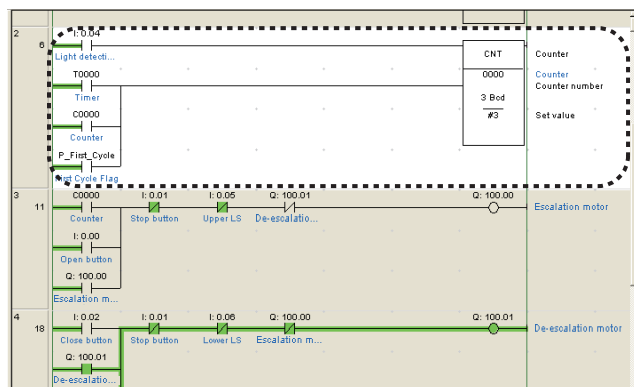 2
6
I: 0.04
Light detecti...
CNT
Counter
T0000
0000
Counter
Timer
Counter number
3 Bcd
C0000
#3
Set value
Counter
P_First_Cycle
First Cycle Flag
3
11
C0000
I: 0.01
I: 0.05
Q: 100.01
Q: 100.00
Counter
Stop button
Upper LS
De-escalatio...
Escalation motor
I: 0.00
Open button
Q: 100.00
Escalation m...
4
18
I: 0.02
I: 0.01
I: 0.06
Q: 100.00
Q: 100.01
Close button
Stop button
Lower LS
Escalation m...
De-escalation motor
Q: 100.01
De-escalatio...